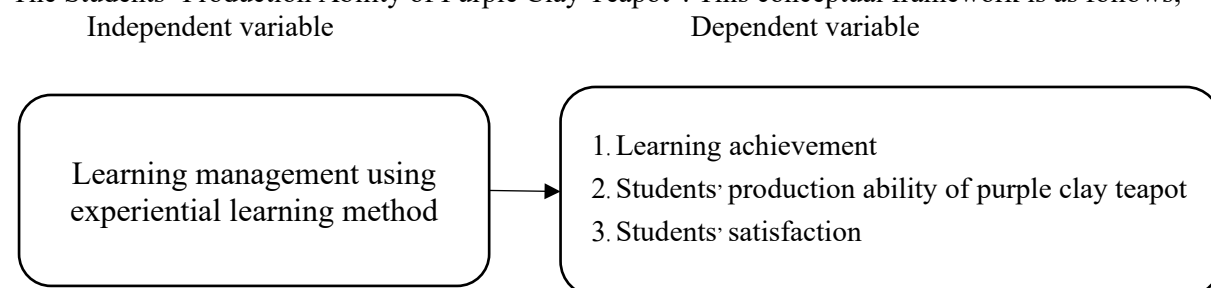 The Students' Production Ability of Purple Clay Teapot". This conceptual framework is as follows;
Independent variable
Dependent variable
Learning management using
experiential learning method
1. Learning achievement
2. Students' production ability of purple clay teapot
3. Students' satisfaction